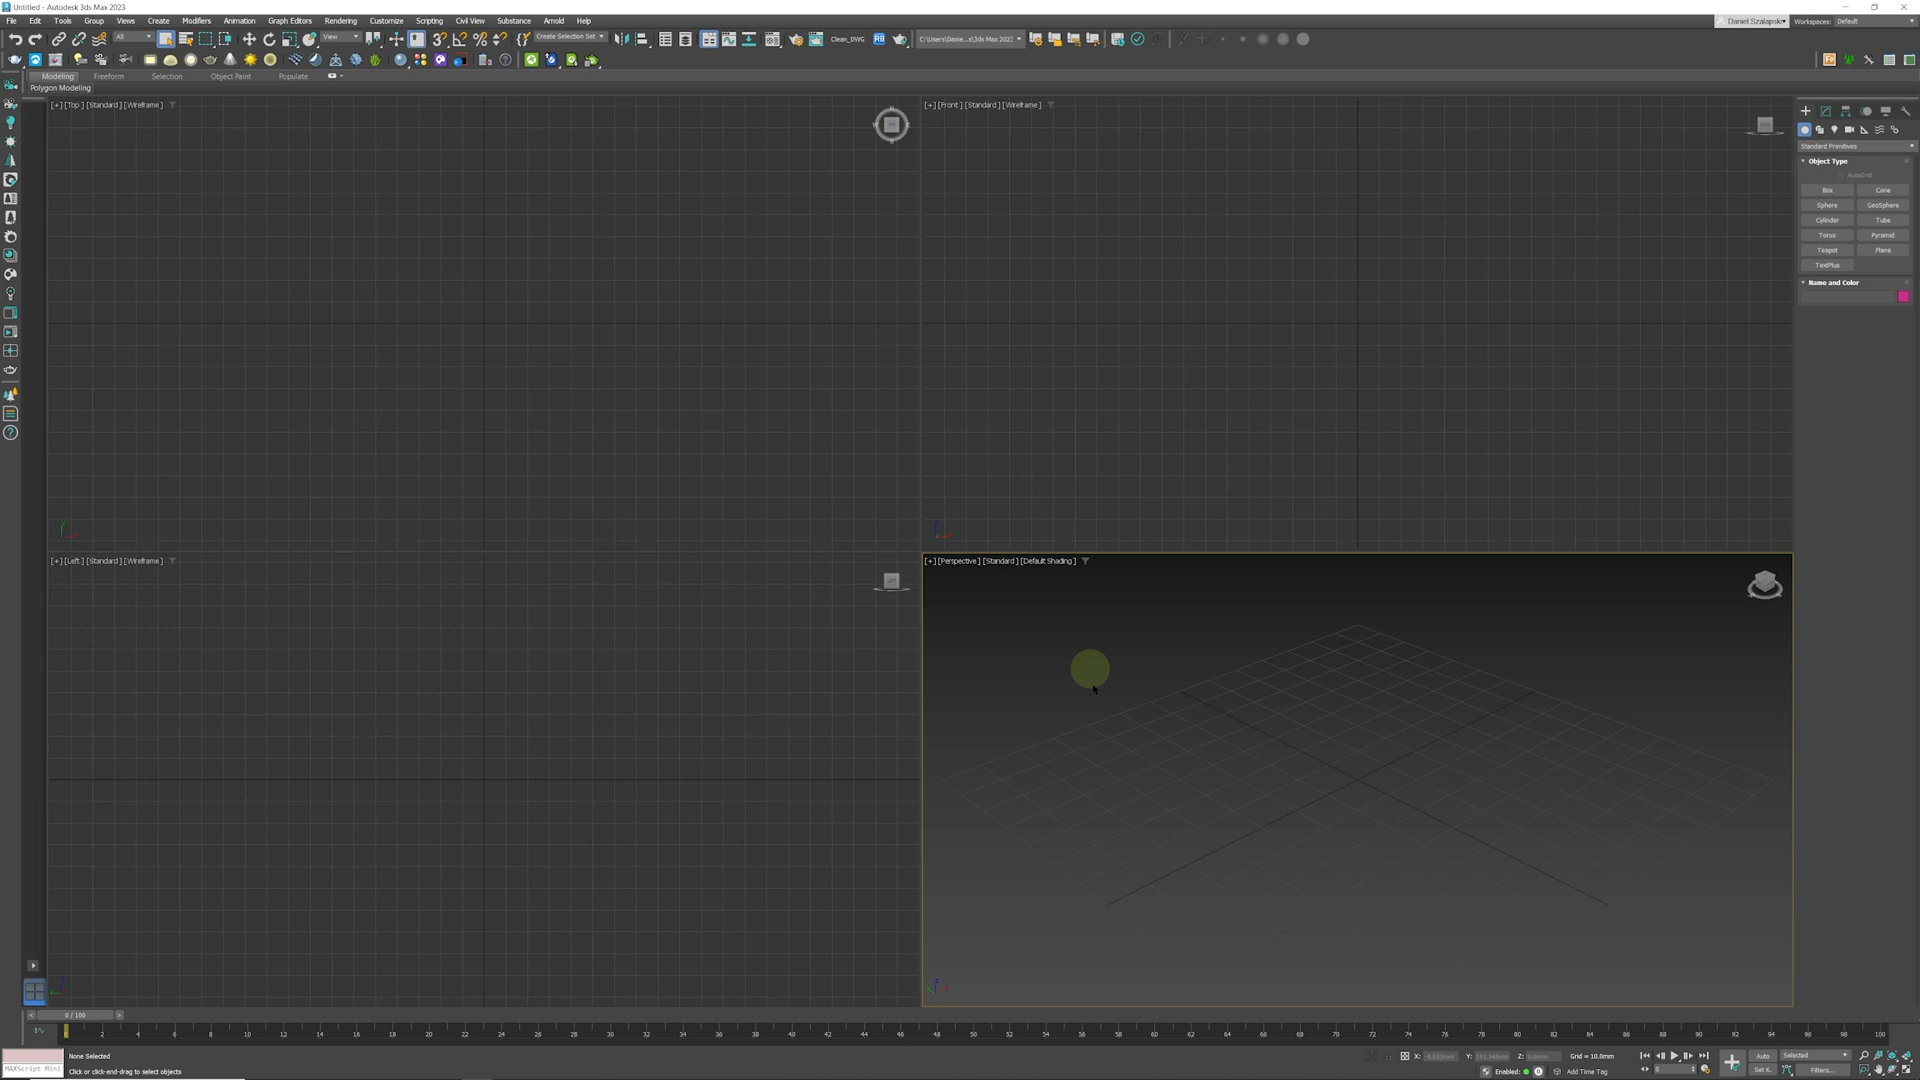 Untitled - Autodesk 3ds Max 2023
File Edit Tools Group Views Create Modifiers Animation Graph Editors Rendering Customize Scripting Civil View Substance Arnold Help
Daniel Szalapski Workspaces: Default
All View Create Selection Set Clean_DWG RB C:\Users\Danie...s\3ds Max 2023
Modeling Freeform Selection Object Paint Populate
Polygon Modeling
[+] [Top] [Standard] [Wireframe]
[+] [Front] [Standard] [Wireframe]
Standard Primitives
Object Type
AutoGrid
Box Cone
Sphere GeoSphere
Cylinder Tube
Torus Pyramid
Teapot Plane
TextPlus
Name and Color
[+] [Left] [Standard] [Wireframe]
[+] [Perspective] [Standard] [Default Shading]
0 / 100
0 2 4 6 8 10 12 14 16 18 20 22 24 26 28 30 32 34 36 38 40 42 44 46 48 50 52 54 56 58 60 62 64 66 68 70 72 74 76 78 80 82 84 86 88 90 92 94 96 98 100
None Selected
X: Y: Z: 0.0mm Grid = 10.0mm
Auto Selected
MAXScript Mini
Click or click-and-drag to select objects
Enabled: Add Time Tag
0 Set K. Filters...